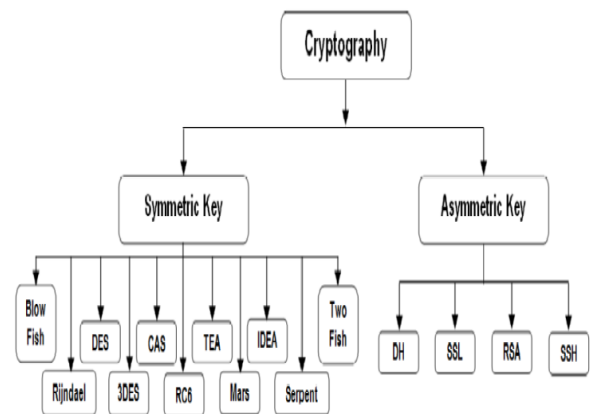 Cryptography
Symmetric Key
Asymmetric Key
Blow
Fish
DES
CAS
TEA
IDEA
Two
Fish
Rijndael
3DES
RC6
Mars
Serpent
DH
SSL
RSA
SSH